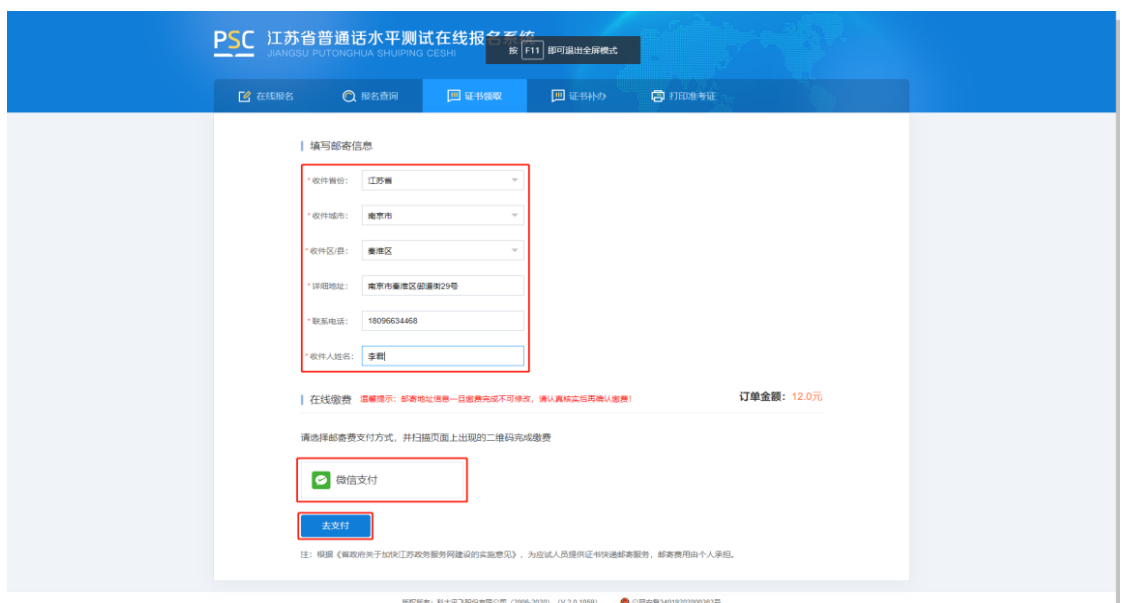 PSC 江苏省普通话水平测试在线报名系统
JIANGSU PUTONGHUA SHUIPING CESHI
按 F11 即可退出全屏模式
在线报名 报名查询 证书领取 证书补办 打印准考证
填写邮寄信息
*收件省份: 江苏省
*收件城市: 南京市
*收件区/县: 秦淮区
*详细地址: 南京市秦淮区御道街29号
*联系电话: 18096634468
*收件人姓名: 李君
在线缴费 温馨提示:邮寄地址信息一旦缴费完成不可修改,请认真核实后再确认缴费! 订单金额:12.0元
请选择邮寄费支付方式,并扫描页面上出现的二维码完成缴费
微信支付
去支付
注:根据《省政府关于加快江苏政务服务网建设的实施意见》,为应试人员提供证书快递邮寄服务,邮寄费用由个人承担。